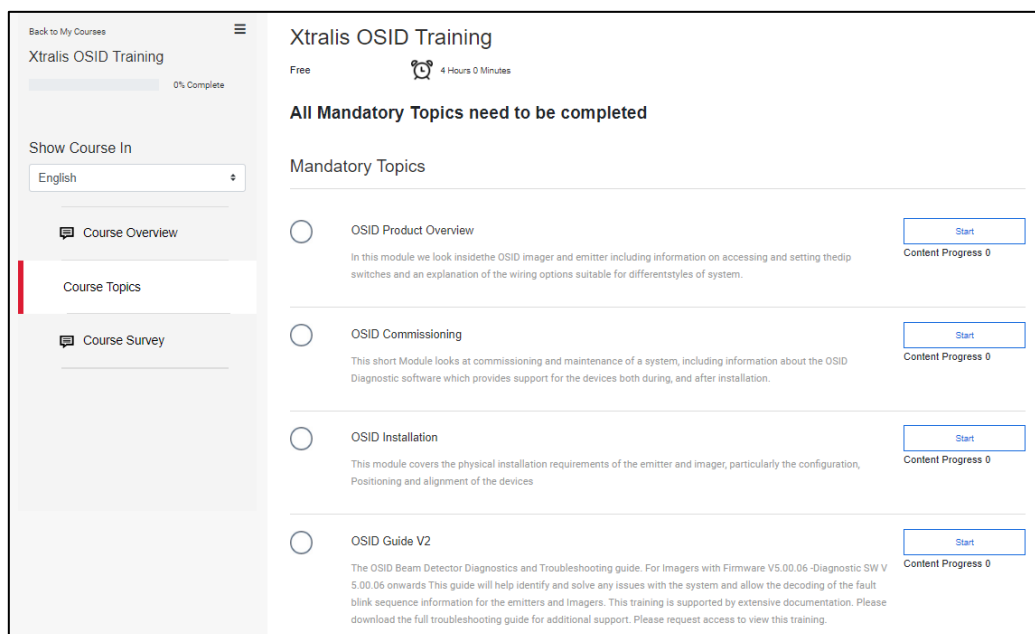 Back to My Courses
Xtralis OSID Training
0% Complete
Show Course In
English
Course Overview
Course Topics
Course Survey
Xtralis OSID Training
Free
4 Hours 0 Minutes
All Mandatory Topics need to be completed
Mandatory Topics
OSID Product Overview
In this module we look insidethe OSID imager and emitter including information on accessing and setting thedip
switches and an explanation of the wiring options suitable for differentstyles of system.
Start
Content Progress 0
OSID Commissioning
This short Module looks at commissioning and maintenance of a system, including information about the OSID
Diagnostic software which provides support for the devices both during, and after installation.
Start
Content Progress 0
OSID Installation
This module covers the physical installation requirements of the emitter and imager, particularly the configuration,
Positioning and alignment of the devices
Start
Content Progress 0
OSID Guide V2
The OSID Beam Detector Diagnostics and Troubleshooting guide. For Imagers with Firmware V5.00.06 -Diagnostic SW V
5.00.06 onwards This guide will help identify and solve any issues with the system and allow the decoding of the fault
blink sequence information for the emitters and Imagers. This training is supported by extensive documentation. Please
download the full troubleshooting guide for additional support. Please request access to view this training.
Start
Content Progress 0